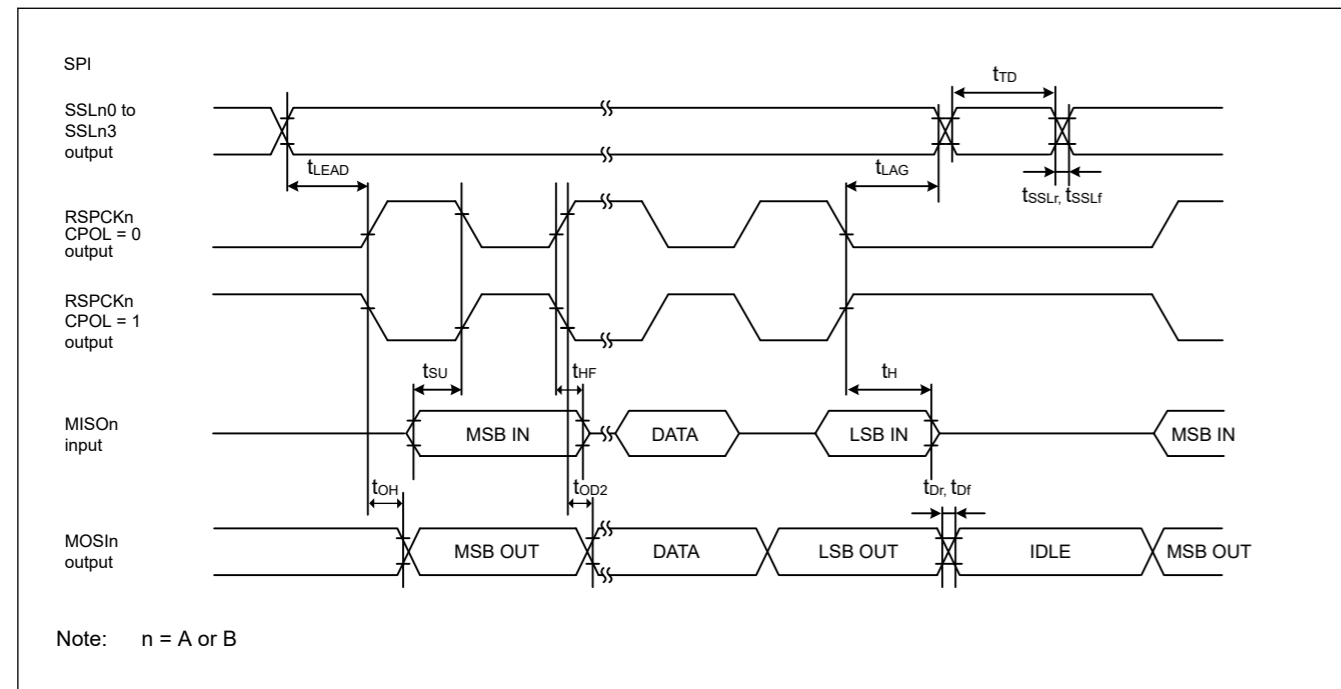 SPI
SSLn0 to
SSLn3
output
tTD
tLEAD
tLAG
tSSLr, tSSLf
RSPCKn
CPOL = 0
output
RSPCKn
CPOL = 1
output
tSU
tHF
tH
MISOn
input
MSB IN
DATA
LSB IN
MSB IN
tOH
tOD2
tDr, tDf
MOSIn
output
MSB OUT
DATA
LSB OUT
IDLE
MSB OUT
Note: n = A or B